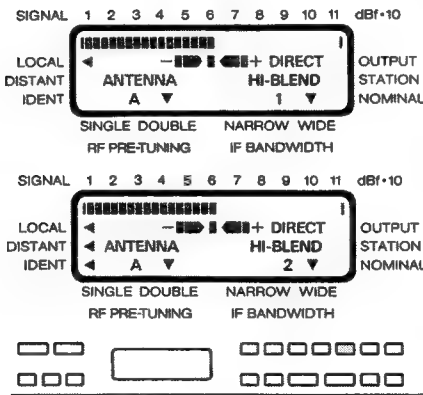 SIGNAL 1 2 3 4 5 6 7 8 9 10 11 dBf•10
LOCAL − + DIRECT OUTPUT
DISTANT ANTENNA HI-BLEND STATION
IDENT A 1 NOMINAL
SINGLE DOUBLE NARROW WIDE
RF PRE-TUNING IF BANDWIDTH
SIGNAL 1 2 3 4 5 6 7 8 9 10 11 dBf•10
LOCAL − + DIRECT OUTPUT
DISTANT ANTENNA HI-BLEND STATION
IDENT A 2 NOMINAL
SINGLE DOUBLE NARROW WIDE
RF PRE-TUNING IF BANDWIDTH